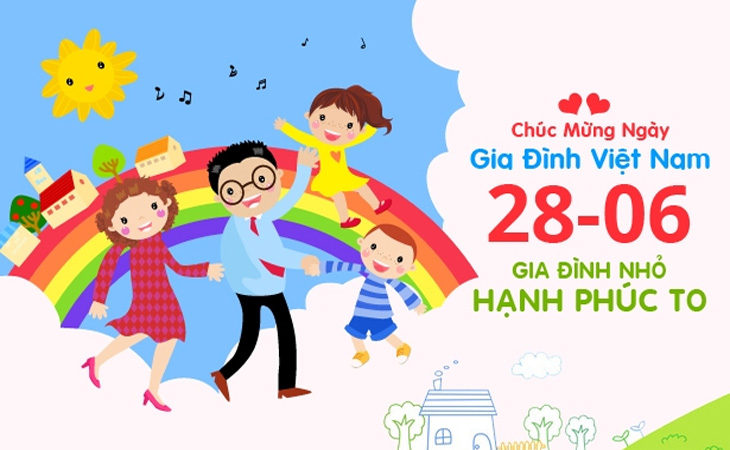 Chúc Mừng Ngày
Gia Đình Việt Nam
28-06
GIA ĐÌNH NHỎ
HẠNH PHÚC TO